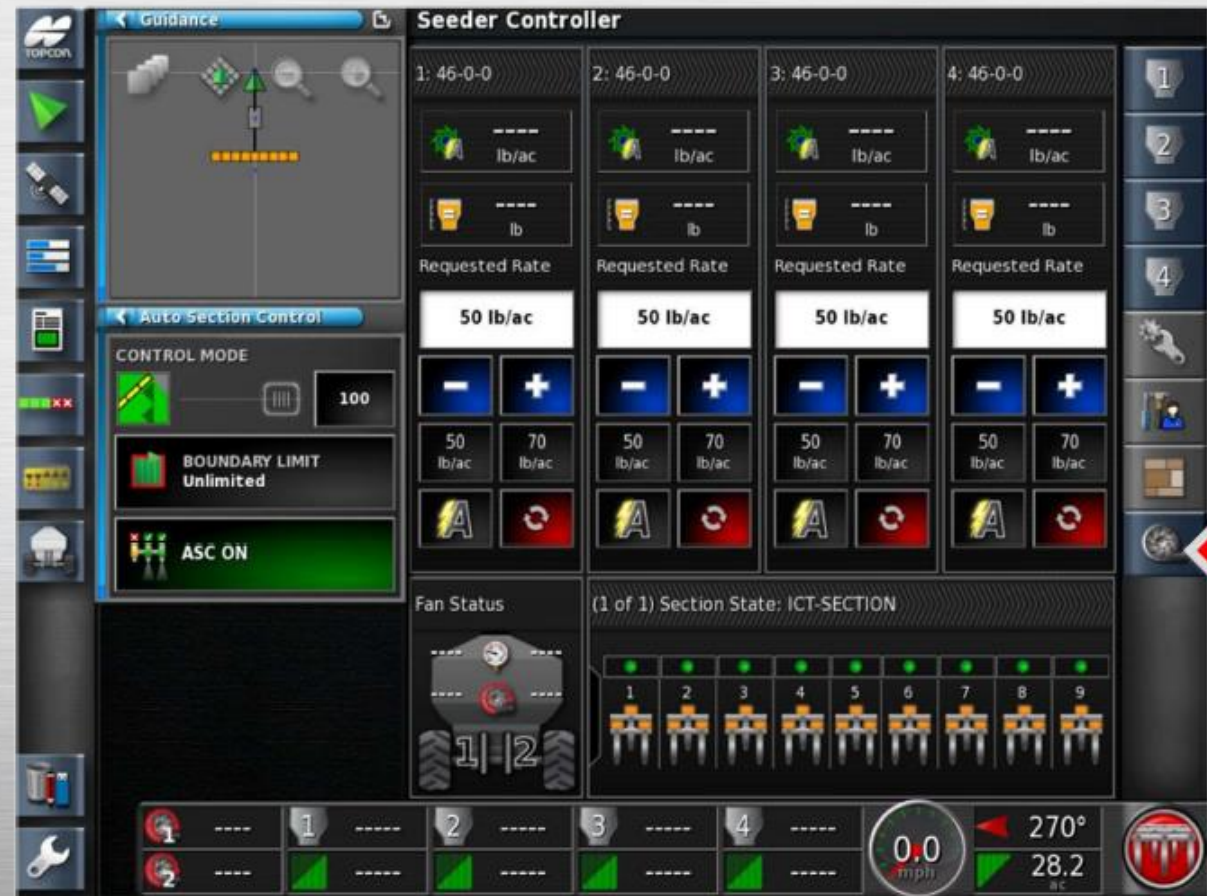 TOPCON
Guidance
Seeder Controller
1: 46-0-0
2: 46-0-0
3: 46-0-0
4: 46-0-0
---- ---- ---- ----
lb/ac lb/ac lb/ac lb/ac
---- ---- ---- ----
lb lb lb lb
Requested Rate Requested Rate Requested Rate Requested Rate
50 lb/ac 50 lb/ac 50 lb/ac 50 lb/ac
- + - + - + - +
50 70 50 70 50 70 50 70
lb/ac lb/ac lb/ac lb/ac lb/ac lb/ac lb/ac lb/ac
A A A A
Auto Section Control
CONTROL MODE
100
BOUNDARY LIMIT
Unlimited
ASC ON
Fan Status
---- ----
---- ----
1 2
(1 of 1) Section State: ICT-SECTION
1 2 3 4 5 6 7 8 9
1
2
3
4
1 ---- 1 ----- 2 ----- 3 ----- 4 -----
2 ---- ----- ----- ----- -----
0.0
mph
270°
28.2
ac